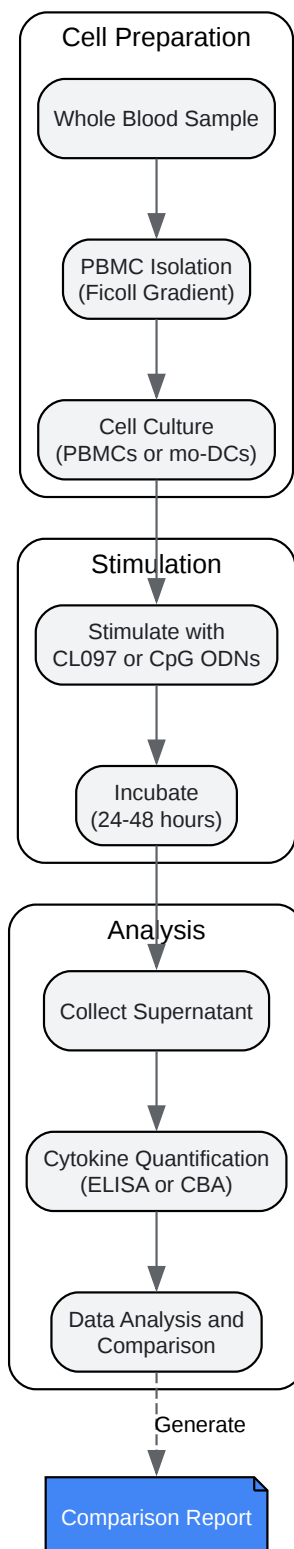 Cell Preparation
Whole Blood Sample
PBMC Isolation
(Ficoll Gradient)
Cell Culture
(PBMCs or mo-DCs)
Stimulation
Stimulate with
CL097 or CpG ODNs
Incubate
(24-48 hours)
Analysis
Collect Supernatant
Cytokine Quantification
(ELISA or CBA)
Data Analysis and
Comparison
Generate
Comparison Report